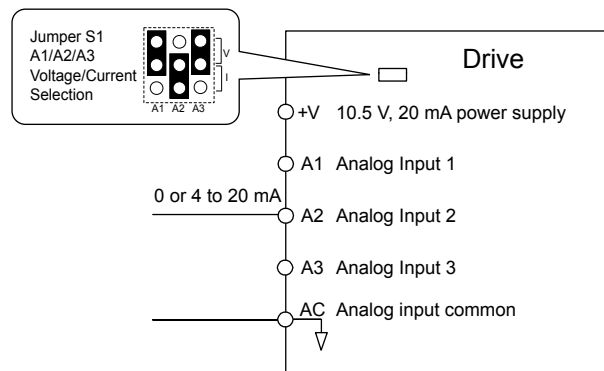 Jumper S1
A1/A2/A3
Voltage/Current
Selection
V
I
A1 A2 A3
Drive
+V 10.5 V, 20 mA power supply
A1 Analog Input 1
0 or 4 to 20 mA
A2 Analog Input 2
A3 Analog Input 3
AC Analog input common